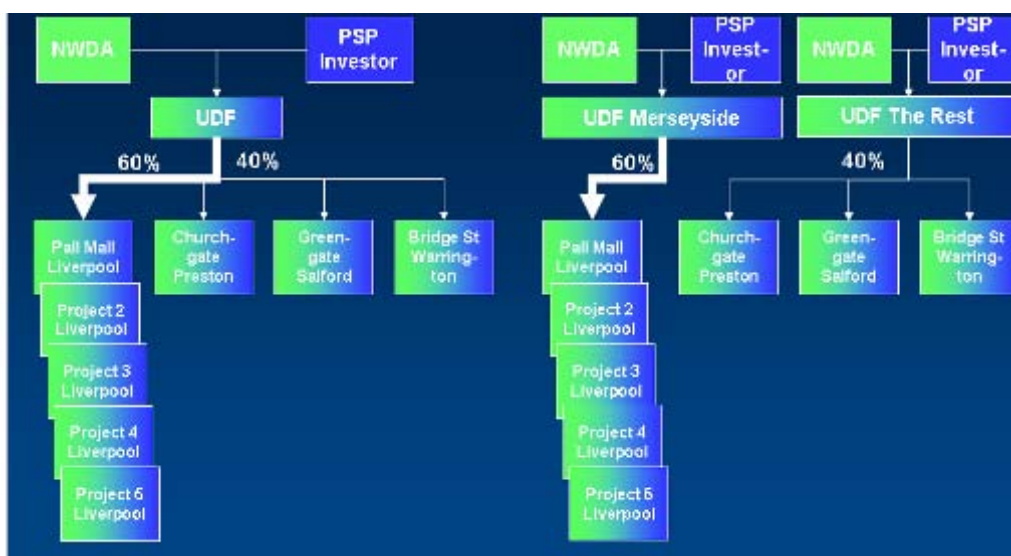 NWDA
PSP
Investor
UDF
60%
40%
Pall Mall
Liverpool
Church-
gate
Preston
Green-
gate
Salford
Bridge St
Warring-
ton
Project 2
Liverpool
Project 3
Liverpool
Project 4
Liverpool
Project 5
Liverpool
NWDA
PSP
Invest-
or
NWDA
PSP
Invest-
or
UDF Merseyside
UDF The Rest
60%
40%
Pall Mall
Liverpool
Church-
gate
Preston
Green-
gate
Salford
Bridge St
Warring-
ton
Project 2
Liverpool
Project 3
Liverpool
Project 4
Liverpool
Project 5
Liverpool